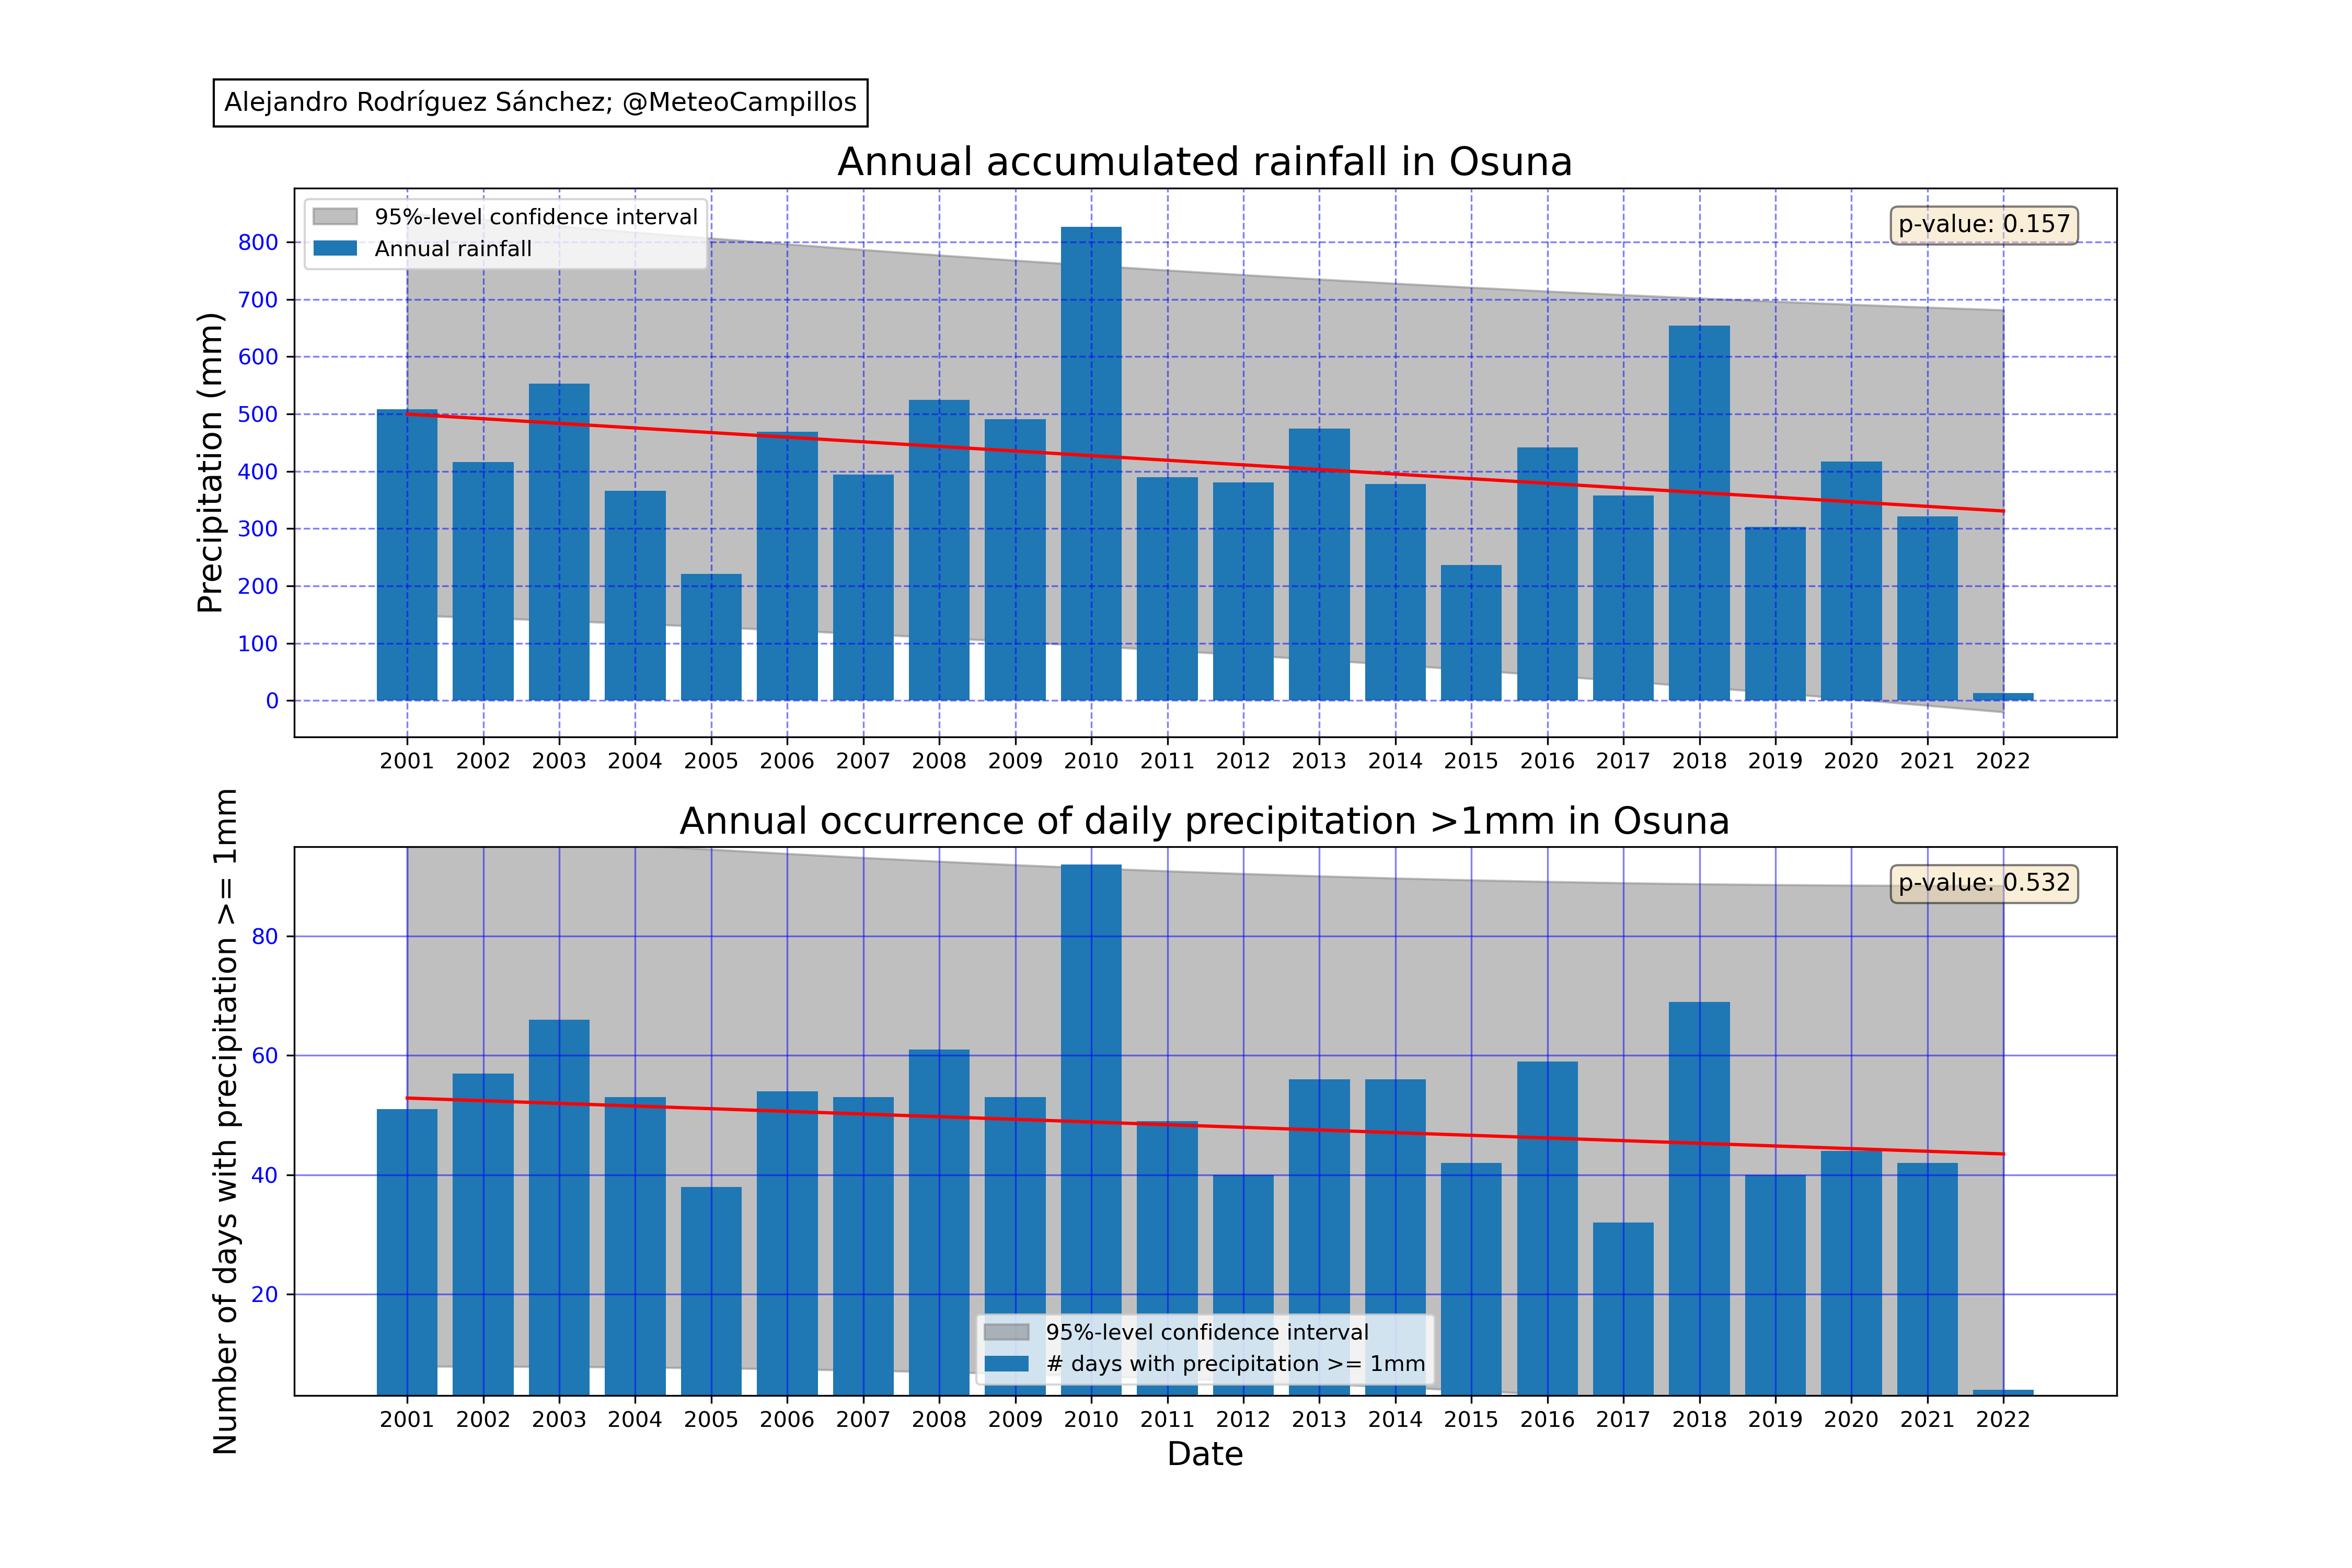 Alejandro Rodríguez Sánchez; @MeteoCampillos
Annual accumulated rainfall in Osuna
95%-level confidence interval
Annual rainfall
p-value: 0.157
Precipitation (mm)
800
700
600
500
400
300
200
100
0
2001 2002 2003 2004 2005 2006 2007 2008 2009 2010 2011 2012 2013 2014 2015 2016 2017 2018 2019 2020 2021 2022
Annual occurrence of daily precipitation >1mm in Osuna
p-value: 0.532
Number of days with precipitation >= 1mm
80
60
40
20
95%-level confidence interval
# days with precipitation >= 1mm
2001 2002 2003 2004 2005 2006 2007 2008 2009 2010 2011 2012 2013 2014 2015 2016 2017 2018 2019 2020 2021 2022
Date